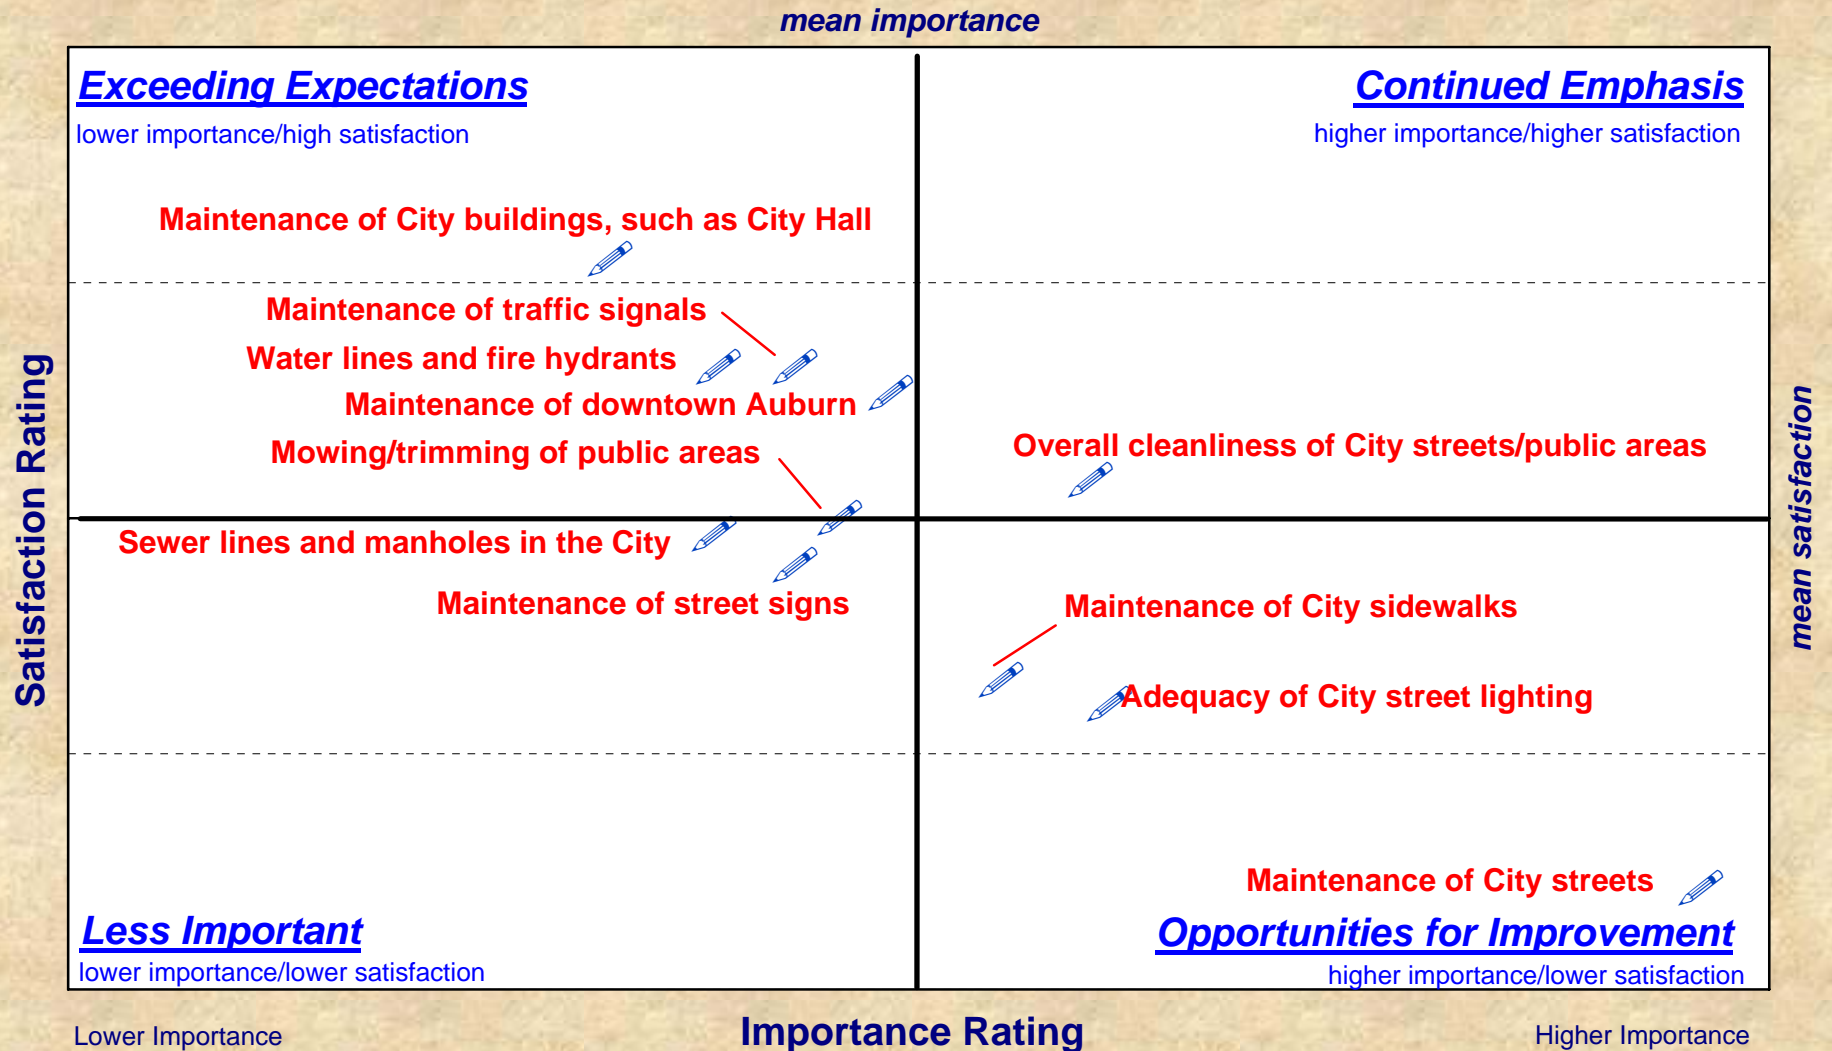 mean importance
Exceeding Expectations
lower importance/high satisfaction
Continued Emphasis
higher importance/higher satisfaction
Maintenance of City buildings, such as City Hall
Maintenance of traffic signals
Water lines and fire hydrants
Maintenance of downtown Auburn
Mowing/trimming of public areas
Overall cleanliness of City streets/public areas
Sewer lines and manholes in the City
Maintenance of street signs
Maintenance of City sidewalks
Adequacy of City street lighting
Maintenance of City streets
Less Important
lower importance/lower satisfaction
Opportunities for Improvement
higher importance/lower satisfaction
Satisfaction Rating
mean satisfaction
Lower Importance
Importance Rating
Higher Importance